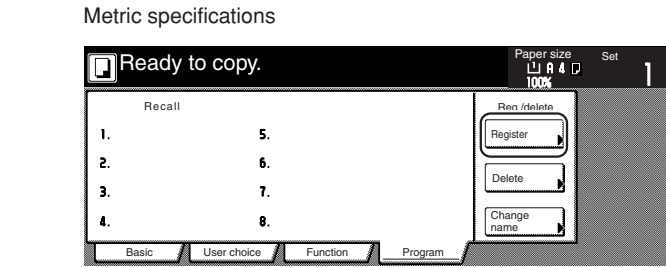 Metric specifications
Ready to copy.
Paper size
Set
A4
100%
1
Recall
Reg./delete
1.
5.
Register
2.
6.
Delete
3.
7.
Change
name
4.
8.
Basic
User choice
Function
Program